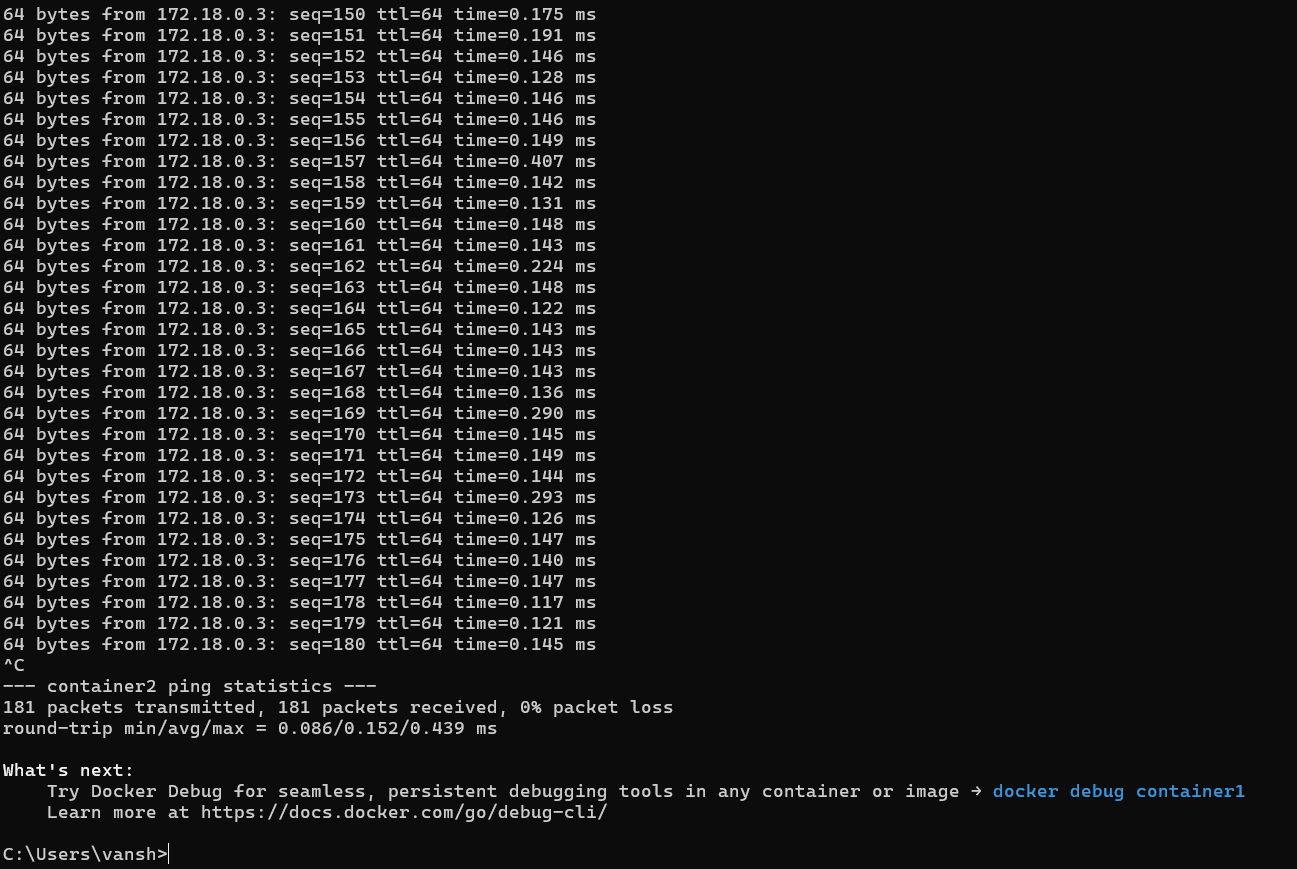 64 bytes from 172.18.0.3: seq=150 ttl=64 time=0.175 ms
64 bytes from 172.18.0.3: seq=151 ttl=64 time=0.191 ms
64 bytes from 172.18.0.3: seq=152 ttl=64 time=0.146 ms
64 bytes from 172.18.0.3: seq=153 ttl=64 time=0.128 ms
64 bytes from 172.18.0.3: seq=154 ttl=64 time=0.146 ms
64 bytes from 172.18.0.3: seq=155 ttl=64 time=0.146 ms
64 bytes from 172.18.0.3: seq=156 ttl=64 time=0.149 ms
64 bytes from 172.18.0.3: seq=157 ttl=64 time=0.407 ms
64 bytes from 172.18.0.3: seq=158 ttl=64 time=0.142 ms
64 bytes from 172.18.0.3: seq=159 ttl=64 time=0.131 ms
64 bytes from 172.18.0.3: seq=160 ttl=64 time=0.148 ms
64 bytes from 172.18.0.3: seq=161 ttl=64 time=0.143 ms
64 bytes from 172.18.0.3: seq=162 ttl=64 time=0.224 ms
64 bytes from 172.18.0.3: seq=163 ttl=64 time=0.148 ms
64 bytes from 172.18.0.3: seq=164 ttl=64 time=0.122 ms
64 bytes from 172.18.0.3: seq=165 ttl=64 time=0.143 ms
64 bytes from 172.18.0.3: seq=166 ttl=64 time=0.143 ms
64 bytes from 172.18.0.3: seq=167 ttl=64 time=0.143 ms
64 bytes from 172.18.0.3: seq=168 ttl=64 time=0.136 ms
64 bytes from 172.18.0.3: seq=169 ttl=64 time=0.290 ms
64 bytes from 172.18.0.3: seq=170 ttl=64 time=0.145 ms
64 bytes from 172.18.0.3: seq=171 ttl=64 time=0.149 ms
64 bytes from 172.18.0.3: seq=172 ttl=64 time=0.144 ms
64 bytes from 172.18.0.3: seq=173 ttl=64 time=0.293 ms
64 bytes from 172.18.0.3: seq=174 ttl=64 time=0.126 ms
64 bytes from 172.18.0.3: seq=175 ttl=64 time=0.147 ms
64 bytes from 172.18.0.3: seq=176 ttl=64 time=0.140 ms
64 bytes from 172.18.0.3: seq=177 ttl=64 time=0.147 ms
64 bytes from 172.18.0.3: seq=178 ttl=64 time=0.117 ms
64 bytes from 172.18.0.3: seq=179 ttl=64 time=0.121 ms
64 bytes from 172.18.0.3: seq=180 ttl=64 time=0.145 ms
^C
--- container2 ping statistics ---
181 packets transmitted, 181 packets received, 0% packet loss
round-trip min/avg/max = 0.086/0.152/0.439 ms
What's next:
Try Docker Debug for seamless, persistent debugging tools in any container or image → docker debug container1
Learn more at https://docs.docker.com/go/debug-cli/
C:\Users\vansh>